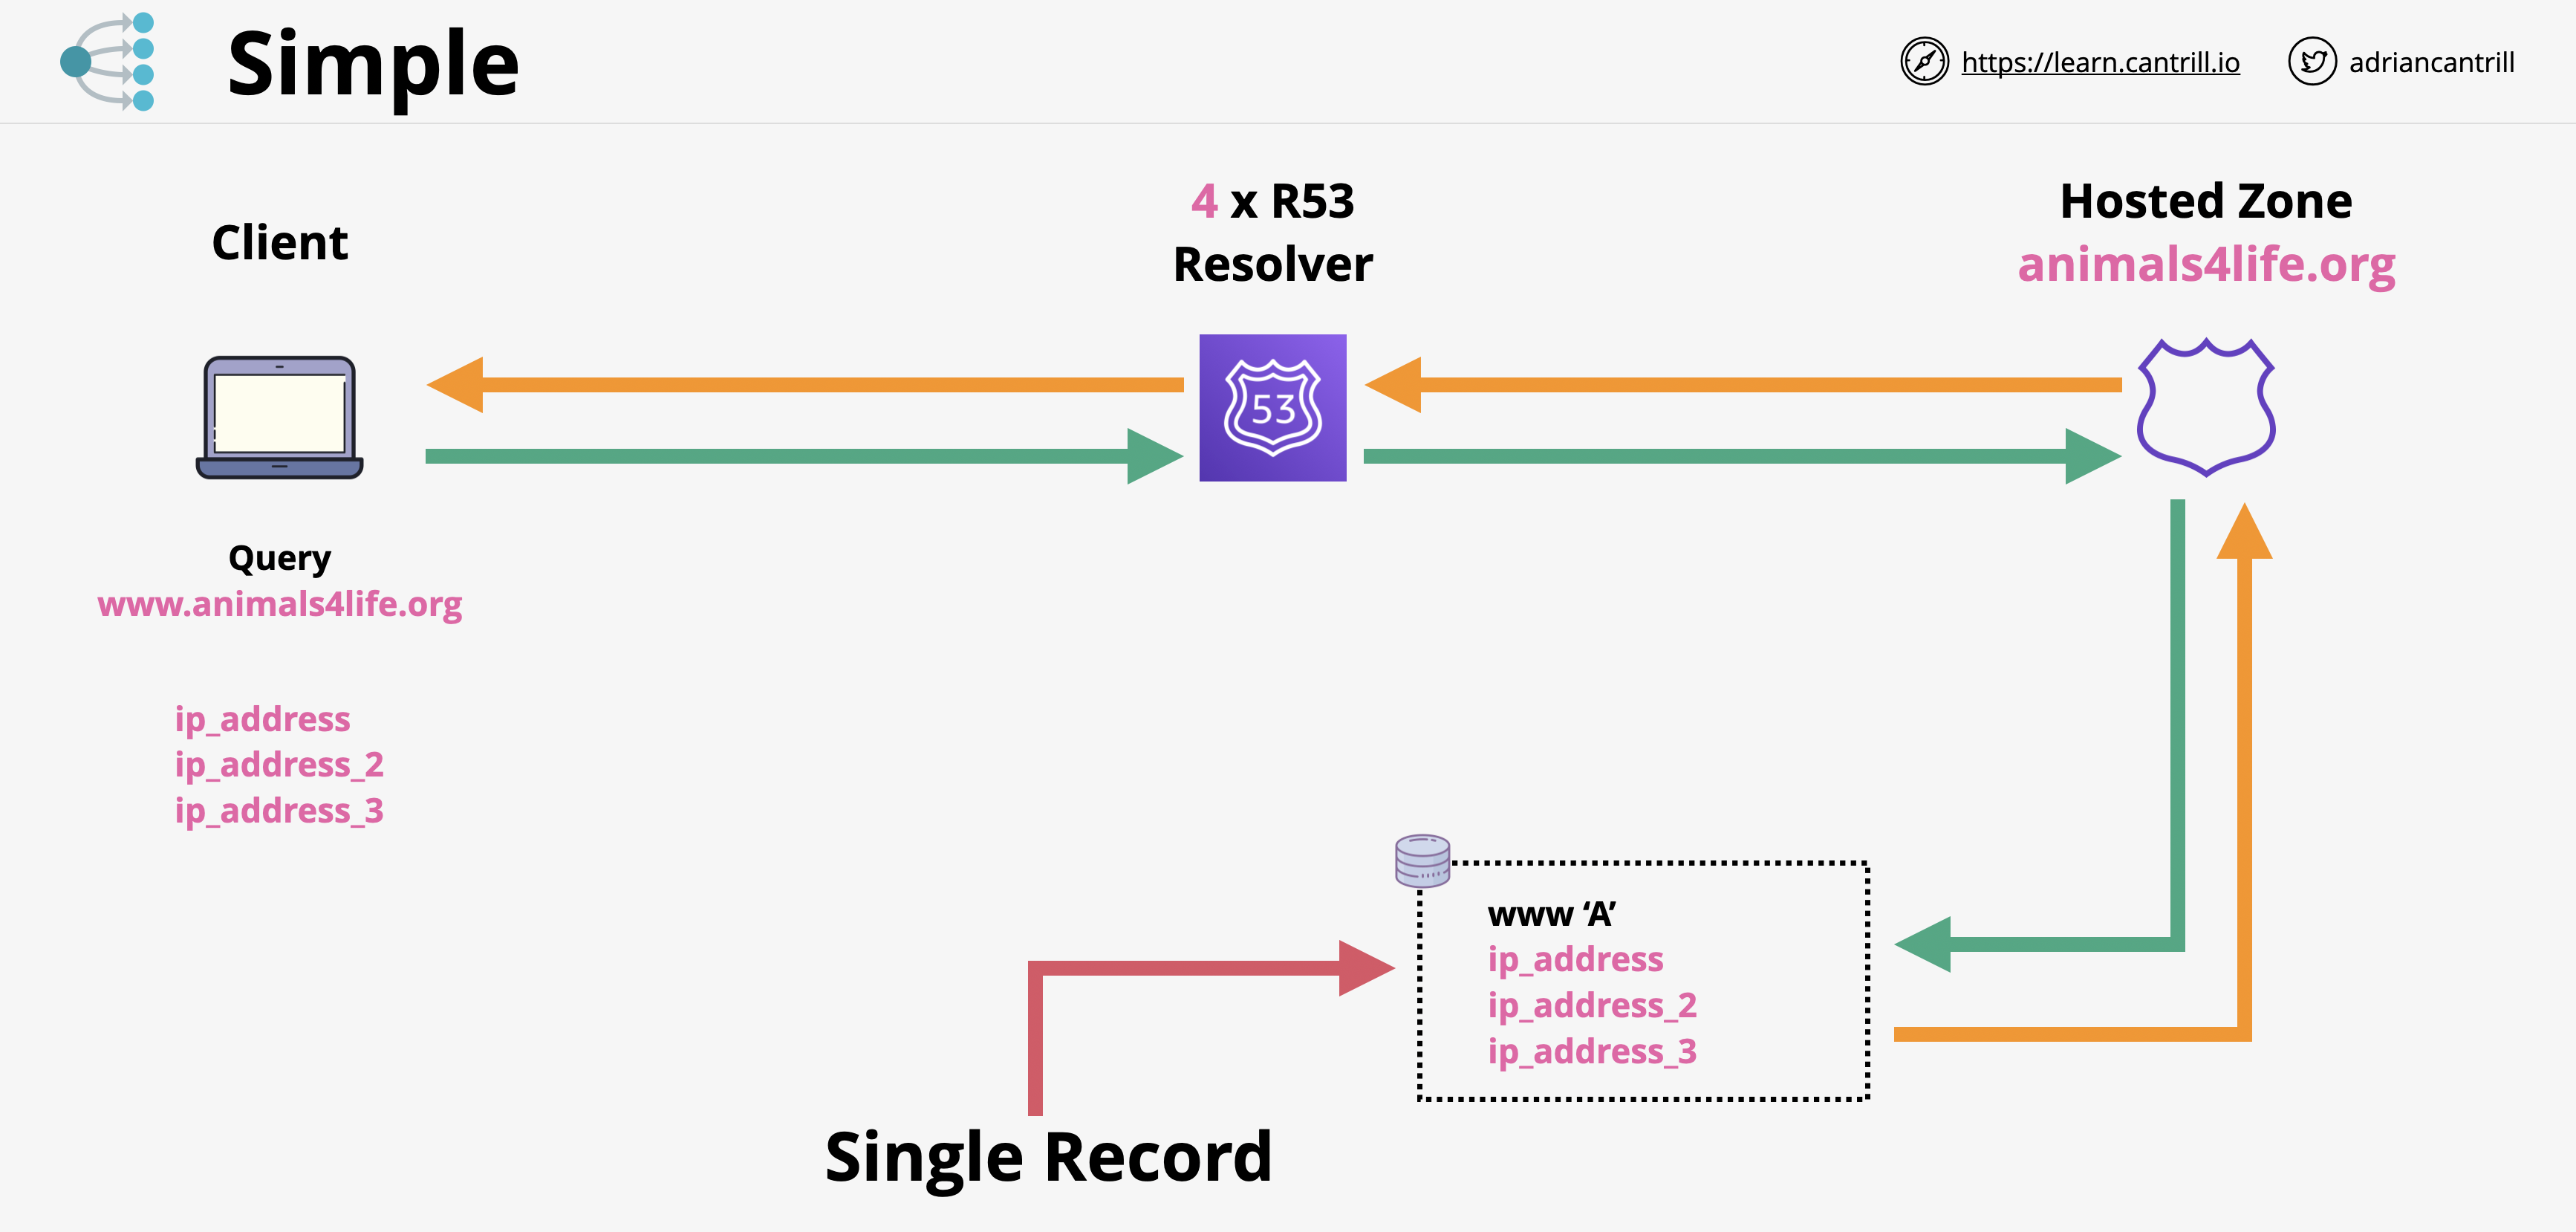 Simple
https://learn.cantrill.io
adriancantrill
Client
4 x R53
Resolver
Hosted Zone
animals4life.org
53
Query
www.animals4life.org
ip_address
ip_address_2
ip_address_3
www ‘A’
ip_address
ip_address_2
ip_address_3
Single Record